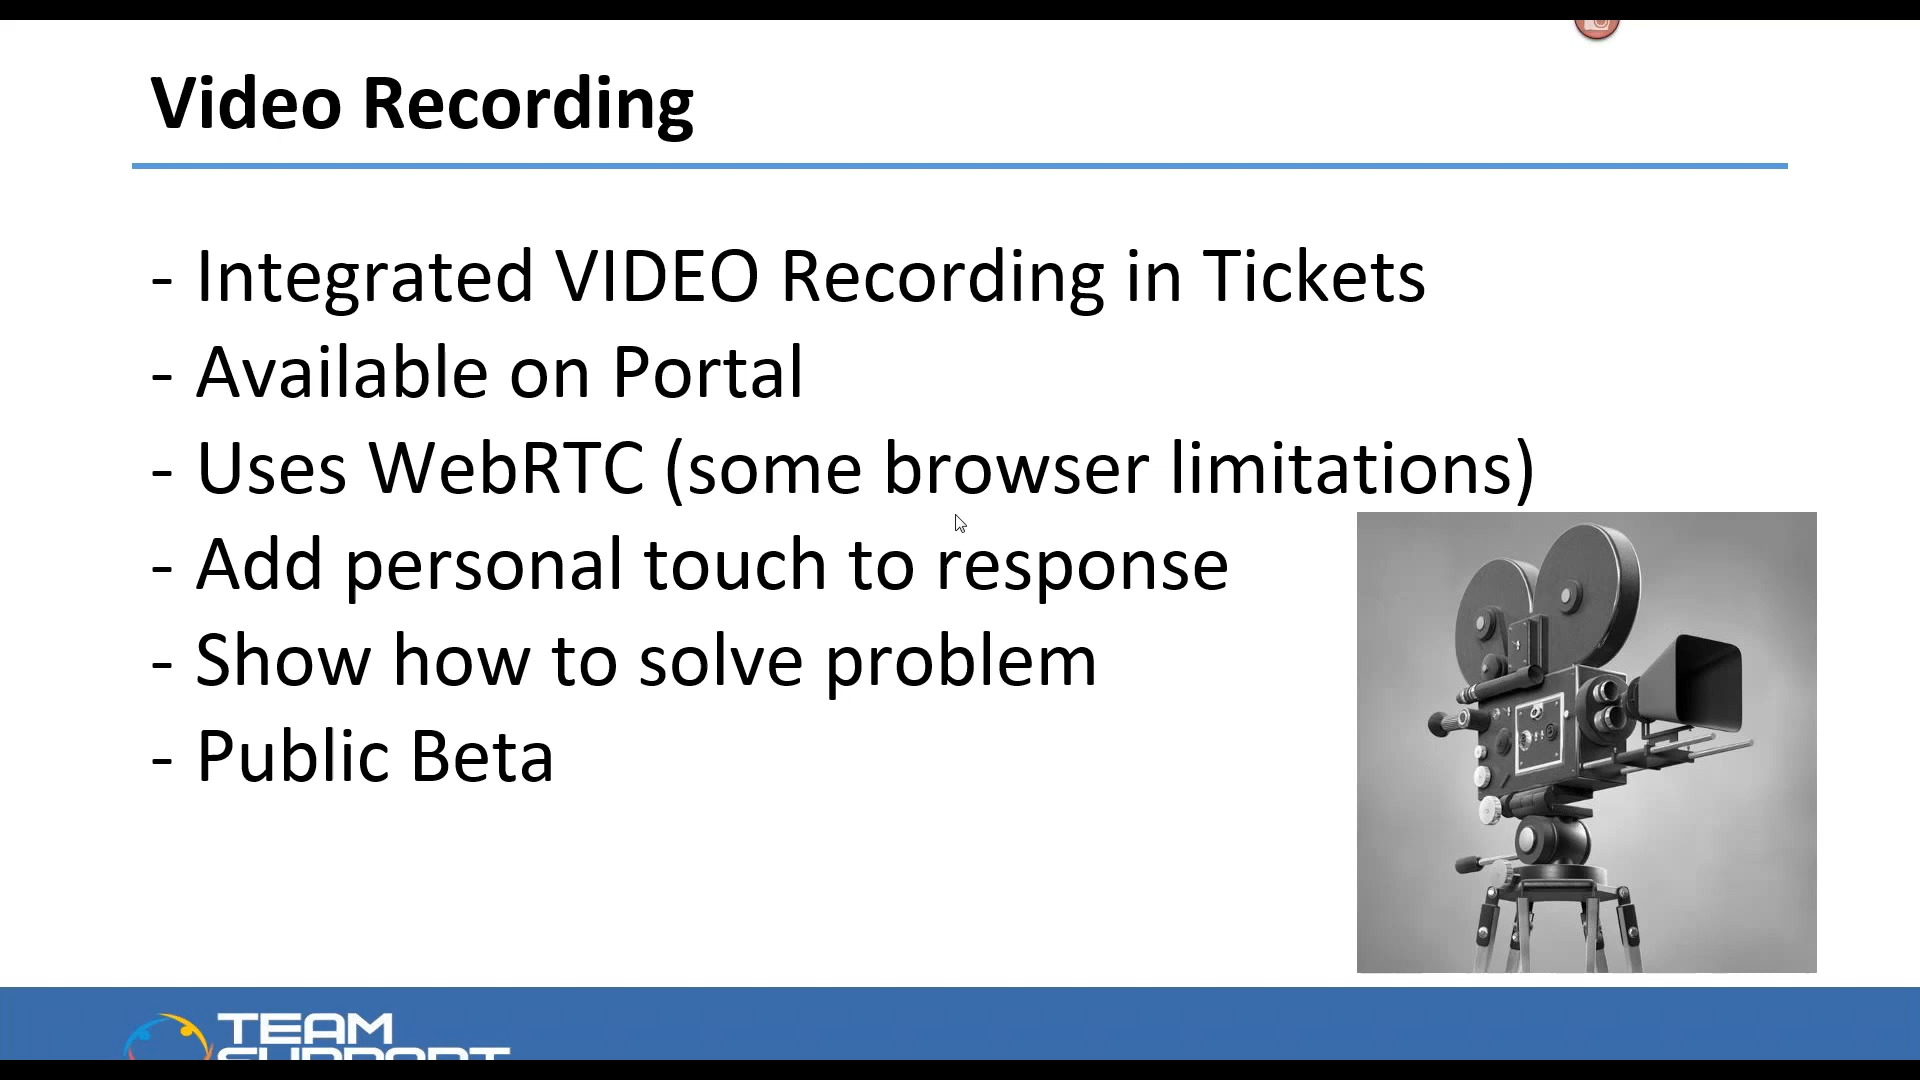 Video Recording
- Integrated VIDEO Recording in Tickets
- Available on Portal
- Uses WebRTC (some browser limitations)
- Add personal touch to response
- Show how to solve problem
- Public Beta
TEAM
SUPPORT